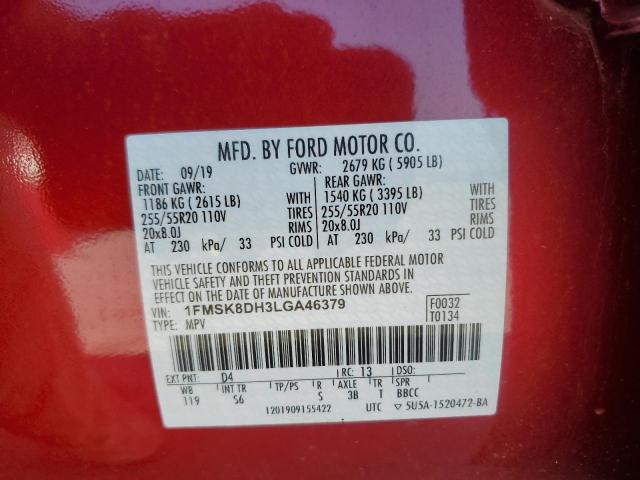 MFD. BY FORD MOTOR CO.
DATE: 09/19 GVWR: 2679 KG ( 5905 LB)
FRONT GAWR: REAR GAWR:
1186 KG ( 2615 LB) WITH 1540 KG ( 3395 LB) WITH
255/55R20 110V TIRES 255/55R20 110V TIRES
20x8.0J RIMS 20x8.0J RIMS
AT 230 kPa/ 33 PSI COLD AT 230 kPa/ 33 PSI COLD
THIS VEHICLE CONFORMS TO ALL APPLICABLE FEDERAL MOTOR
VEHICLE SAFETY AND THEFT PREVENTION STANDARDS IN
EFFECT ON THE DATE OF MANUFACTURE SHOWN ABOVE.
VIN: 1FMSK8DH3LGA46379 F0032
TYPE: MPV T0134
EXT PNT: D4 RC: 13 DSO:
WB INT TR TP/PS R AXLE TR SPR
119 S6 S 3B T BBCC
1201909155422 UTC ▽ 5U5A-1520472-BA